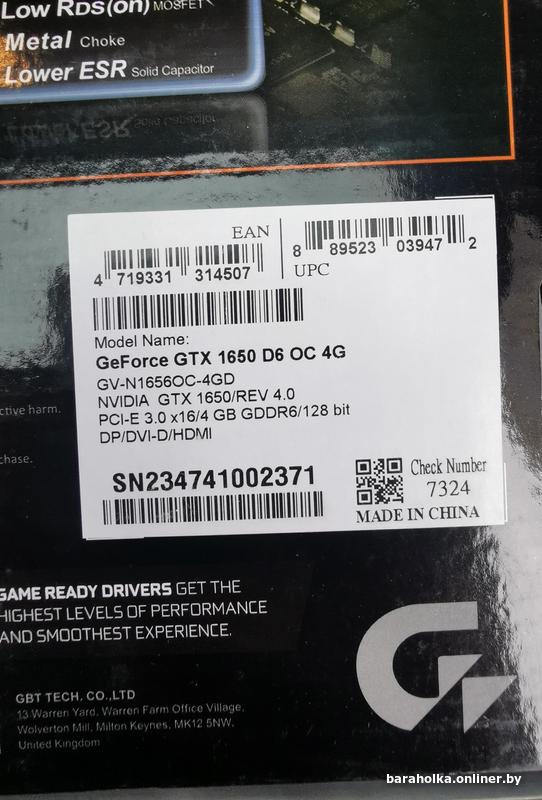 Low RDS(on) MOSFET
Metal Choke
Lower ESR Solid Capacitor
EAN
4 719331 314507
8 89523 03947 2
UPC
Model Name:
GeForce GTX 1650 D6 OC 4G
GV-N1656OC-4GD
NVIDIA GTX 1650/REV 4.0
PCI-E 3.0 x16/4 GB GDDR6/128 bit
DP/DVI-D/HDMI
ctive harm.
chase.
SN234741002371
Check Number
7324
MADE IN CHINA
GAME READY DRIVERS GET THE
HIGHEST LEVELS OF PERFORMANCE
AND SMOOTHEST EXPERIENCE.
GBT TECH. CO.,LTD
13 Warren Yard, Warren Farm Office Village,
Wolverton Mill, Milton Keynes, MK12 5NW,
United Kingdom
baraholka.onliner.by